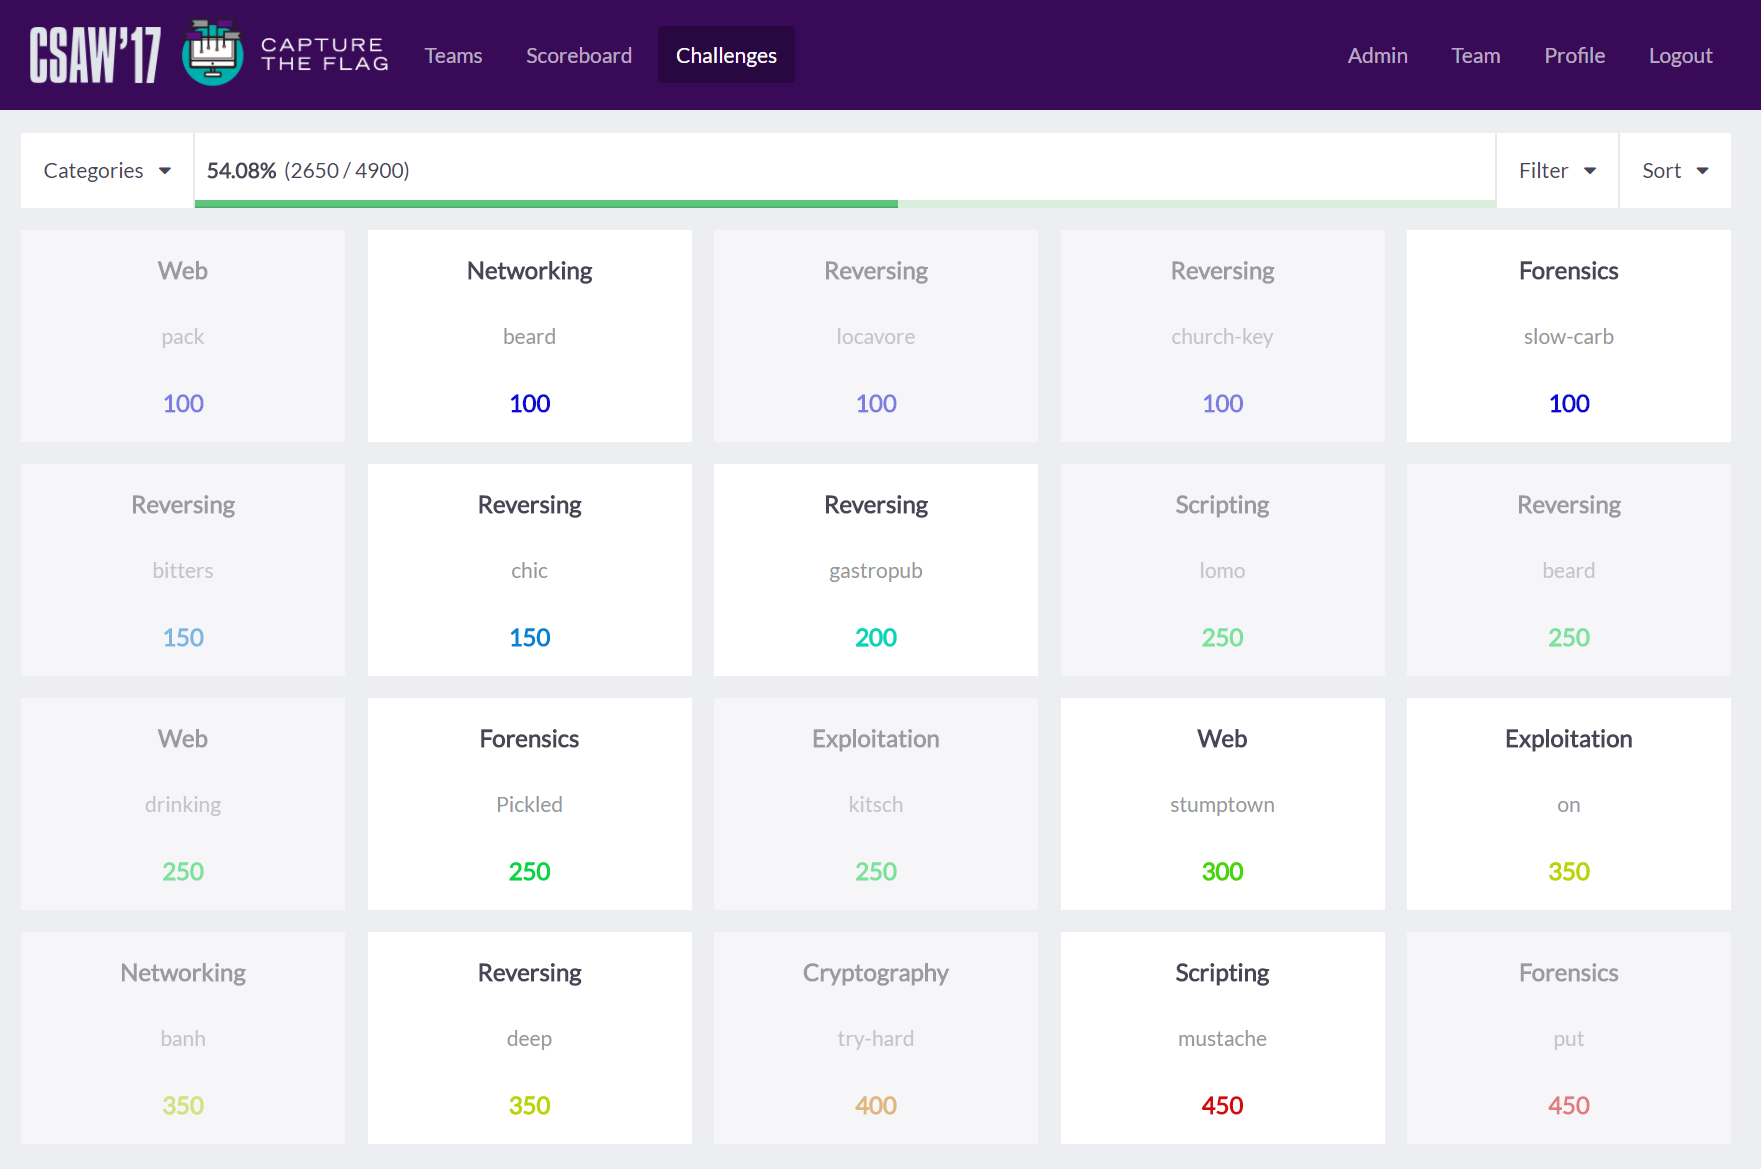 CSAW'17 CAPTURE THE FLAG Teams Scoreboard Challenges Admin Team Profile Logout
Categories 54.08% (2650 / 4900) Filter Sort
Web Networking Reversing Reversing Forensics
pack beard locavore church-key slow-carb
100 100 100 100 100
Reversing Reversing Reversing Scripting Reversing
bitters chic gastropub lomo beard
150 150 200 250 250
Web Forensics Exploitation Web Exploitation
drinking Pickled kitsch stumptown on
250 250 250 300 350
Networking Reversing Cryptography Scripting Forensics
banh deep try-hard mustache put
350 350 400 450 450